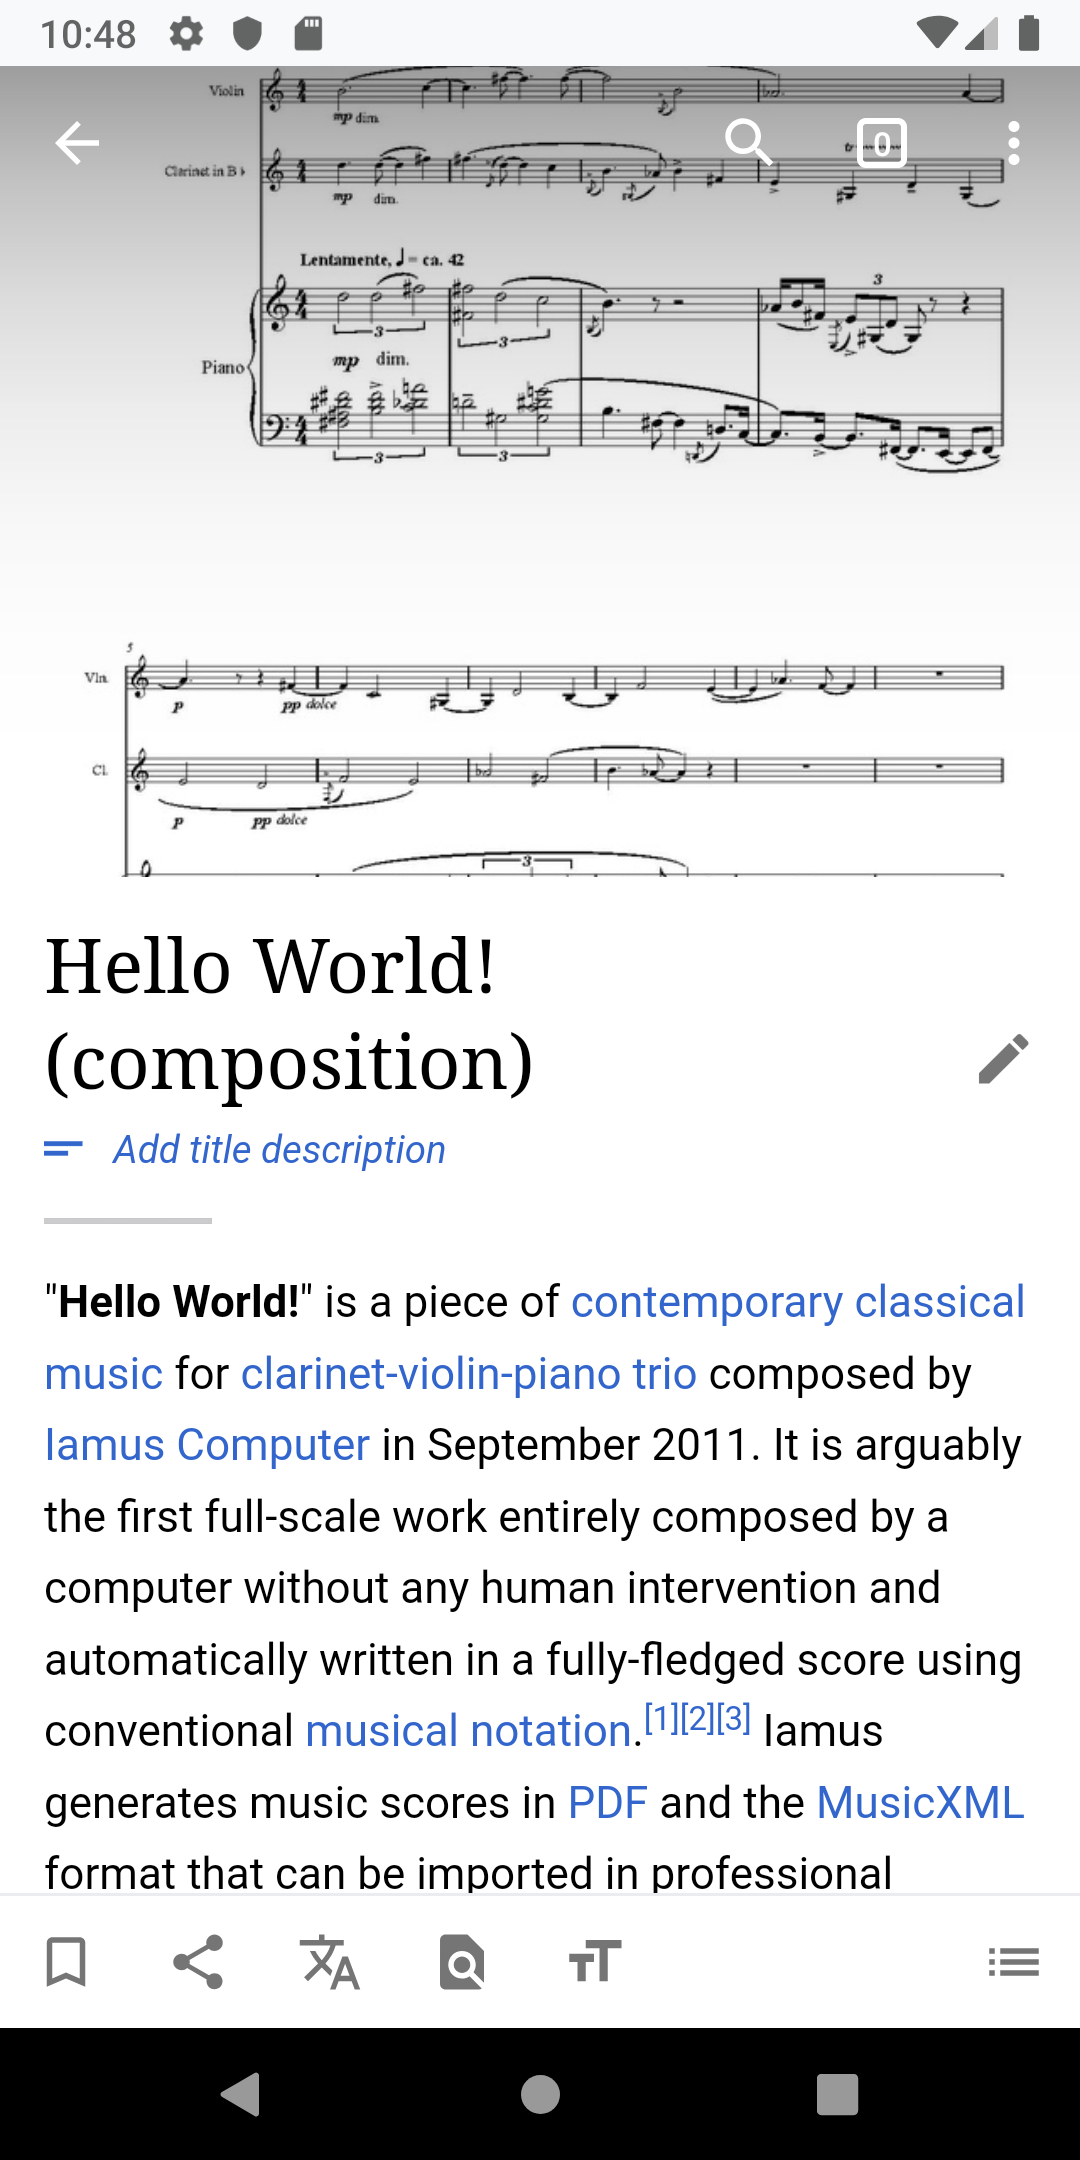 10:48
Violin
mp dim.
0
Clarinet in B♭
tr
mp dim.
Lentamente, ♩= ca. 42
3
3
3
Piano
mp dim.
3
3
5
Vln.
p pp dolce
Cl.
p pp dolce
3
Hello World!
(composition)
Add title description
"Hello World!" is a piece of contemporary classical
music for clarinet-violin-piano trio composed by
Iamus Computer in September 2011. It is arguably
the first full-scale work entirely composed by a
computer without any human intervention and
automatically written in a fully-fledged score using
conventional musical notation.[1][2][3] Iamus
generates music scores in PDF and the MusicXML
format that can be imported in professional